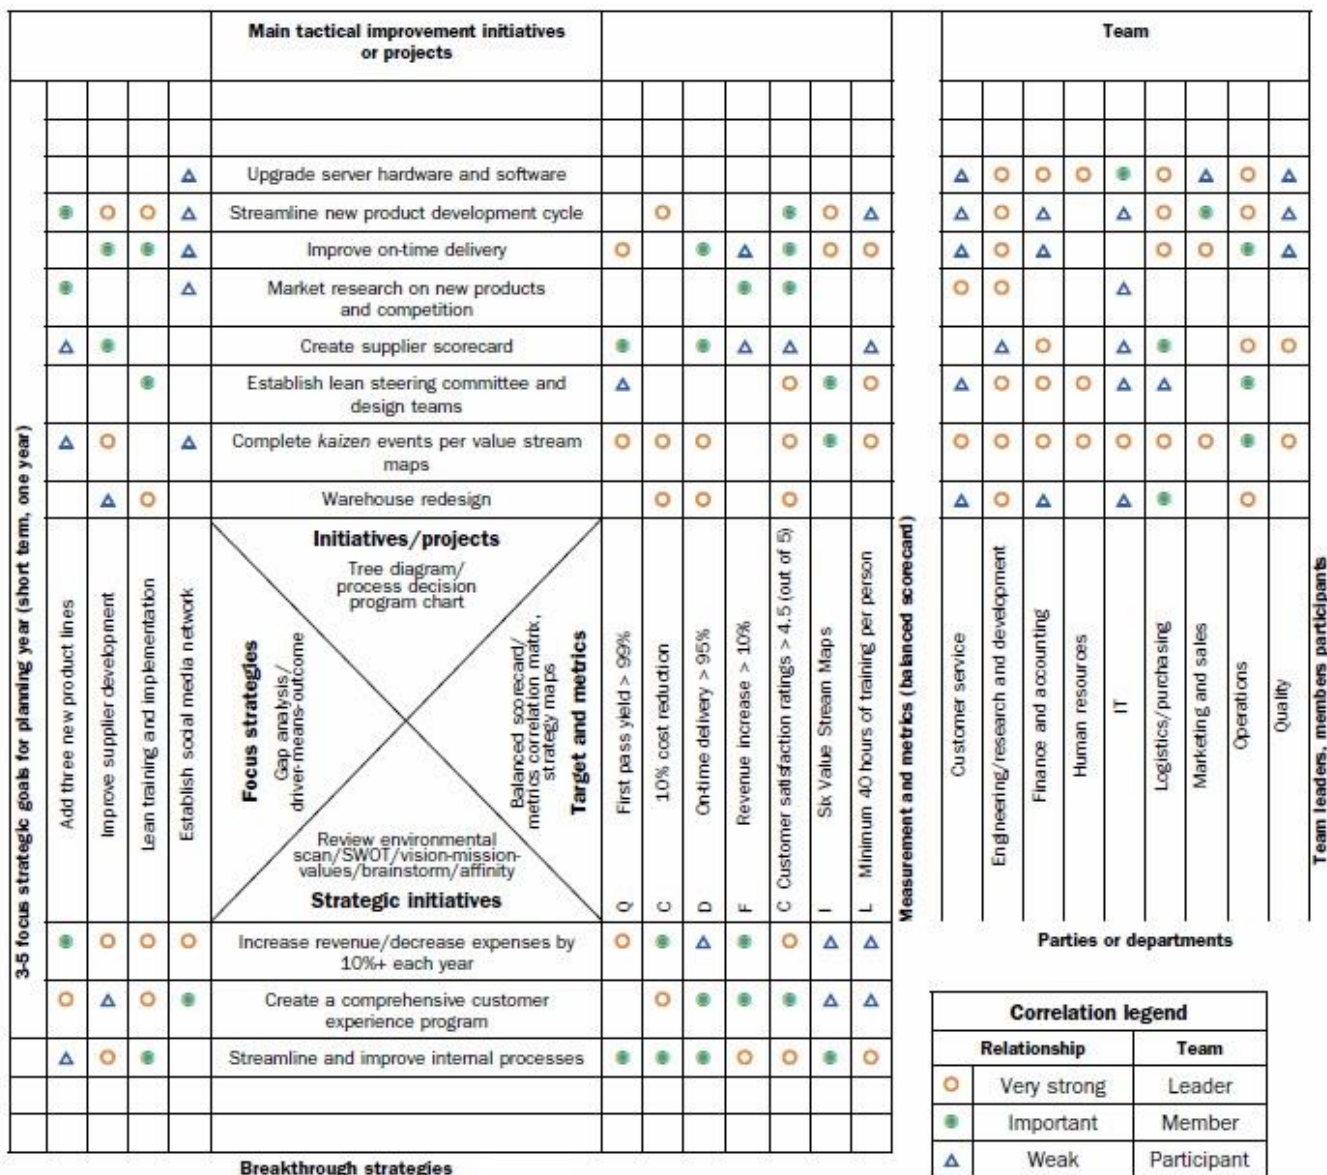 Main tactical improvement initiatives
or projects
Team
Upgrade server hardware and software
Streamline new product development cycle
Improve on-time delivery
Market research on new products
and competition
Create supplier scorecard
Establish lean steering committee and
design teams
Complete kaizen events per value stream
maps
Warehouse redesign
3-5 focus strategic goals for planning year (short term, one year)
Add three new product lines
Improve supplier development
Lean training and implementation
Establish social media network
Initiatives/projects
Tree diagram/
process decision
program chart
Focus strategies
Gap analysis/
driver-means-outcome
Balanced scorecard/
metrics correlation matrix,
strategy maps
Target and metrics
Review environmental
scan/SWOT/vision-mission-
values/brainstorm/affinity
Strategic initiatives
Q First pass yield > 99%
C 10% cost reduction
D On-time delivery > 95%
F Revenue increase > 10%
C Customer satisfaction ratings > 4.5 (out of 5)
I Six Value Stream Maps
L Minimum 40 hours of training per person
Measurement and metrics (balanced scorecard)
Customer service
Engineering/research and development
Finance and accounting
Human resources
IT
Logistics/purchasing
Marketing and sales
Operations
Quality
Team leaders, members participants
Increase revenue/decrease expenses by
10%+ each year
Create a comprehensive customer
experience program
Streamline and improve internal processes
Breakthrough strategies
Parties or departments
Correlation legend
Relationship Team
Very strong Leader
Important Member
Weak Participant